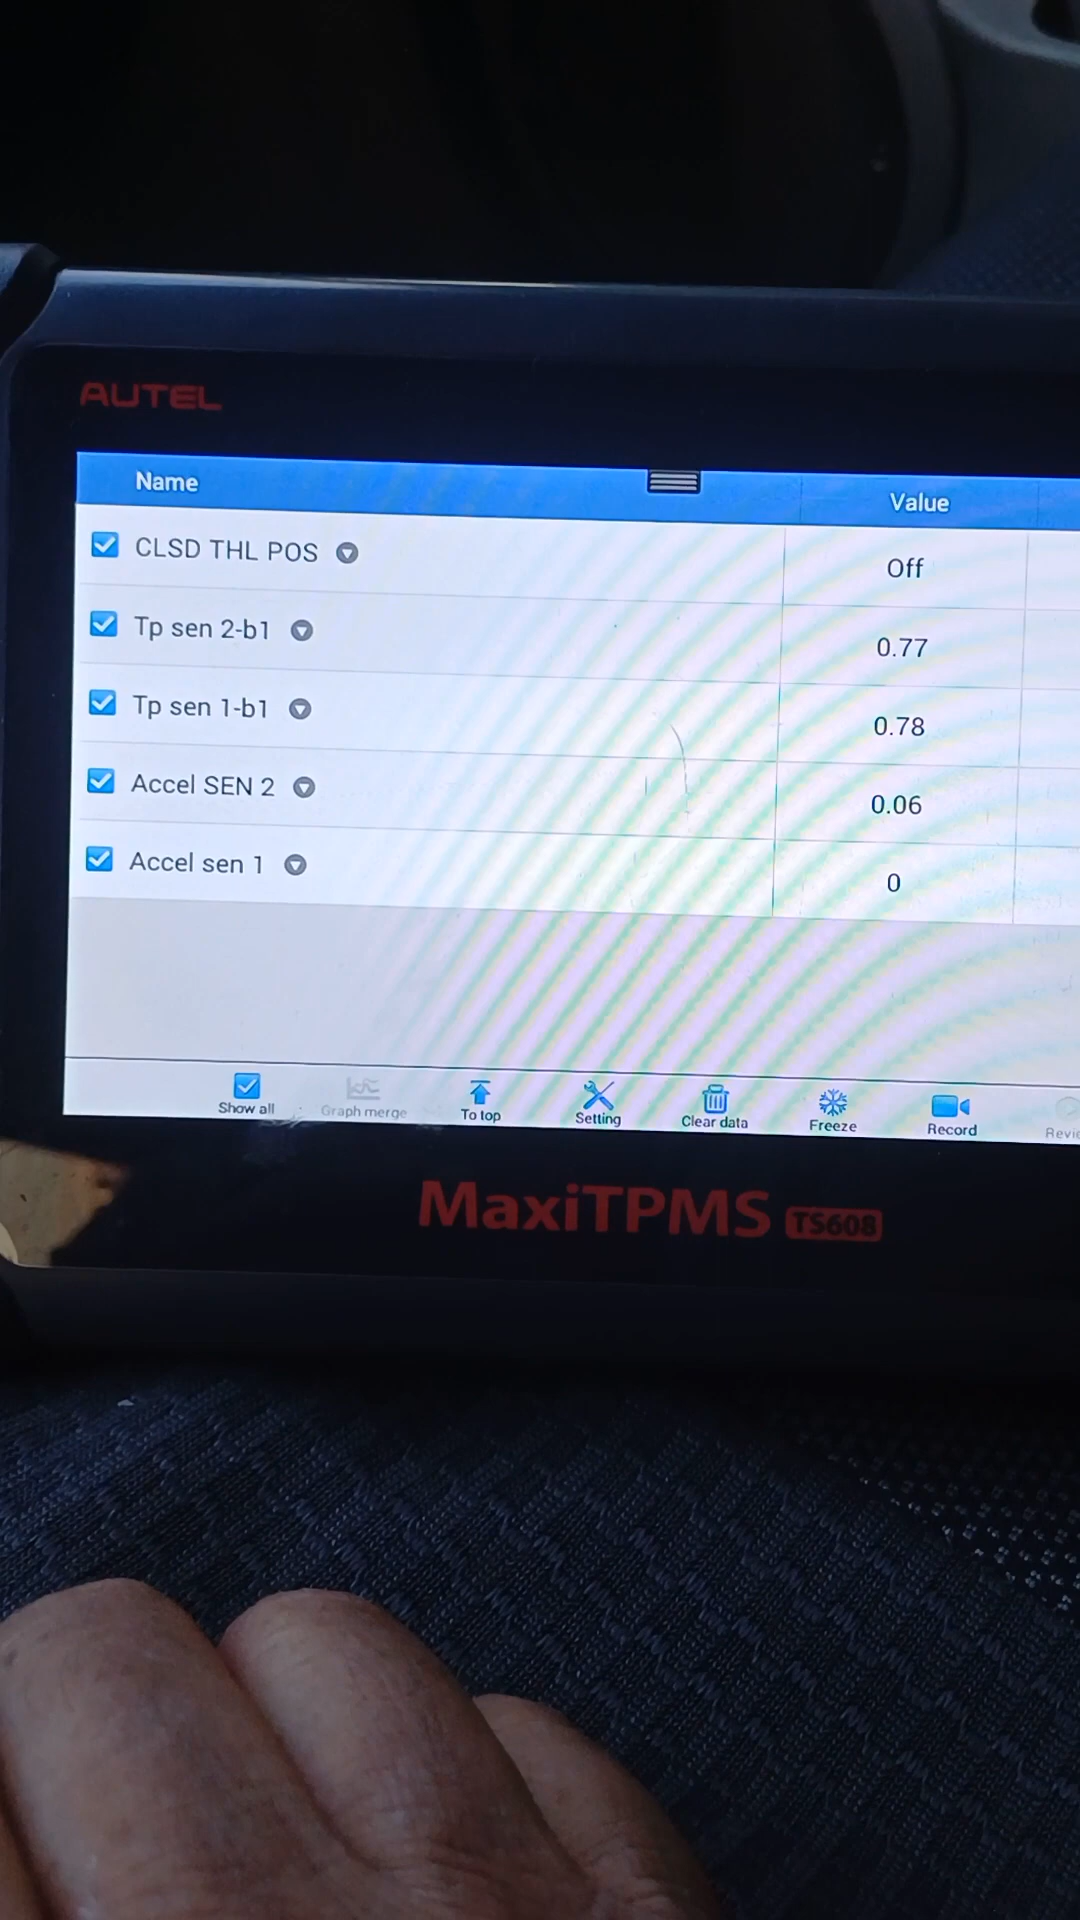 AUTEL
Name Value
CLSD THL POS Off
Tp sen 2-b1 0.77
Tp sen 1-b1 0.78
Accel SEN 2 0.06
Accel sen 1 0
Show all Graph merge To top Setting Clear data Freeze Record
MaxiTPMS TS608